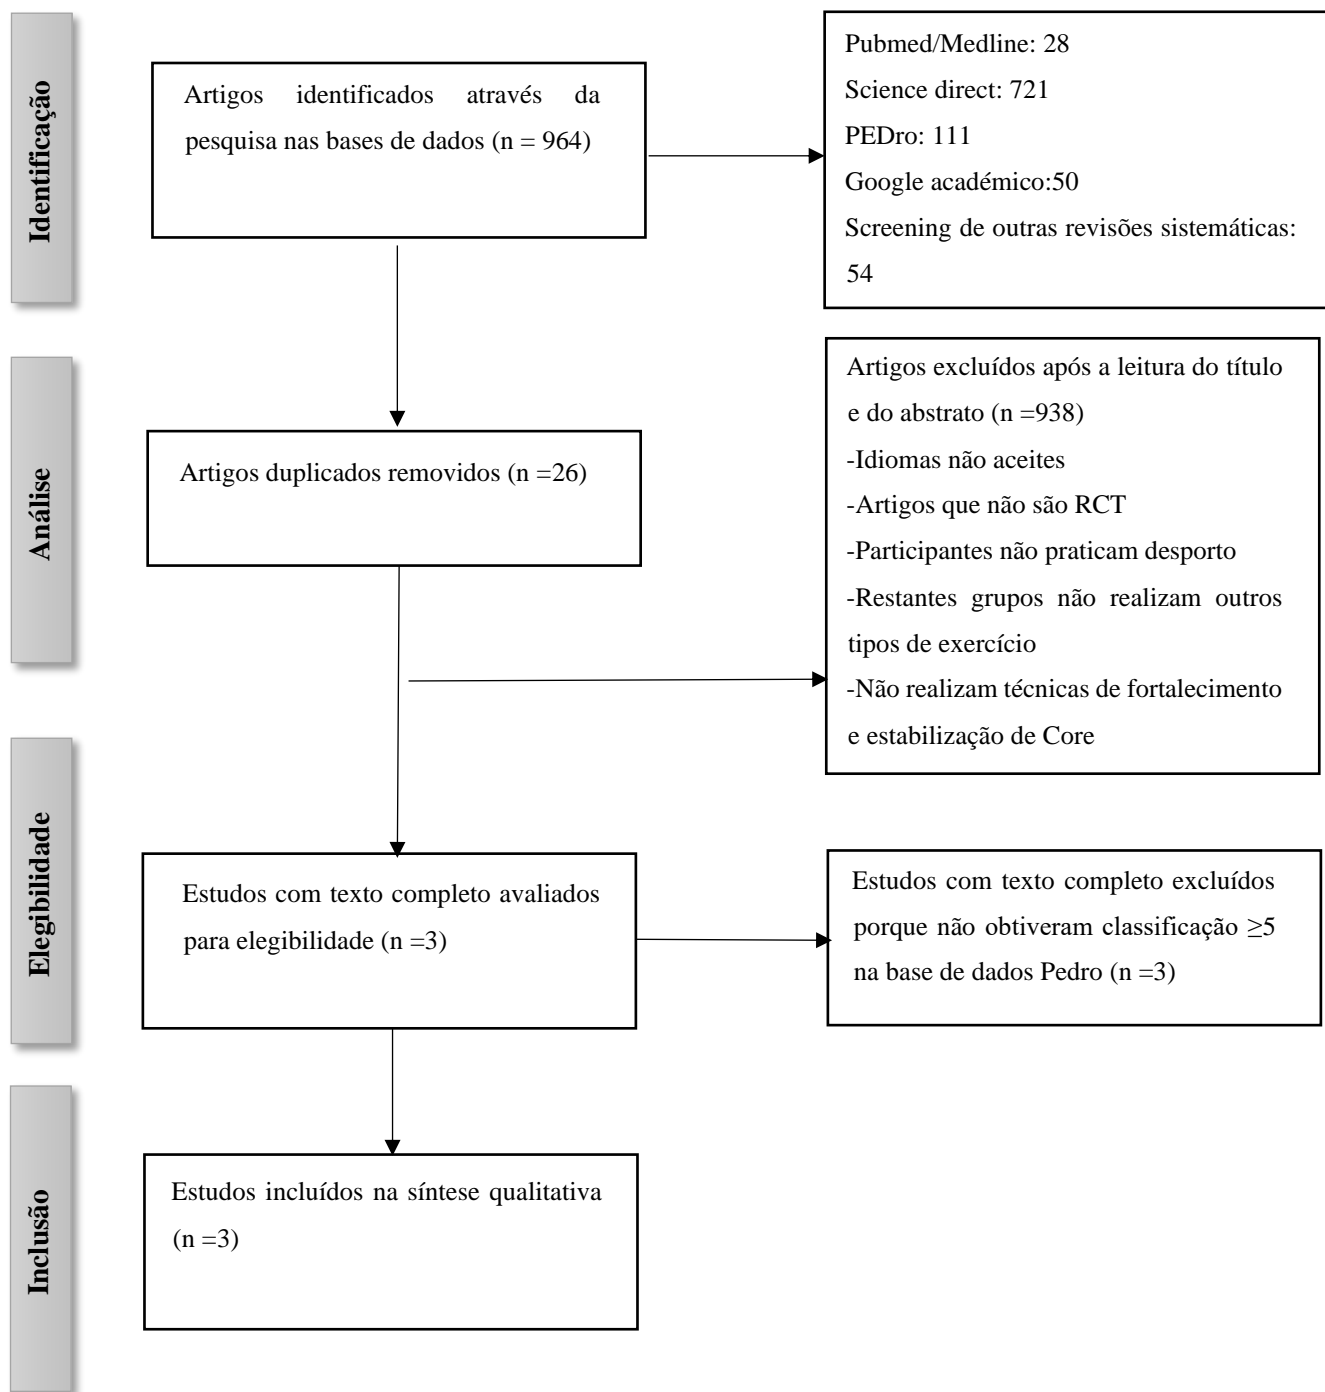 Identificação
Artigos identificados através da
pesquisa nas bases de dados (n = 964)
Pubmed/Medline: 28
Science direct: 721
PEDro: 111
Google académico:50
Screening de outras revisões sistemáticas:
54
Análise
Artigos duplicados removidos (n =26)
Artigos excluídos após a leitura do título
e do abstrato (n =938)
-Idiomas não aceites
-Artigos que não são RCT
-Participantes não praticam desporto
-Restantes grupos não realizam outros
tipos de exercício
-Não realizam técnicas de fortalecimento
e estabilização de Core
Elegibilidade
Estudos com texto completo avaliados
para elegibilidade (n =3)
Estudos com texto completo excluídos
porque não obtiveram classificação ≥5
na base de dados Pedro (n =3)
Inclusão
Estudos incluídos na síntese qualitativa
(n =3)